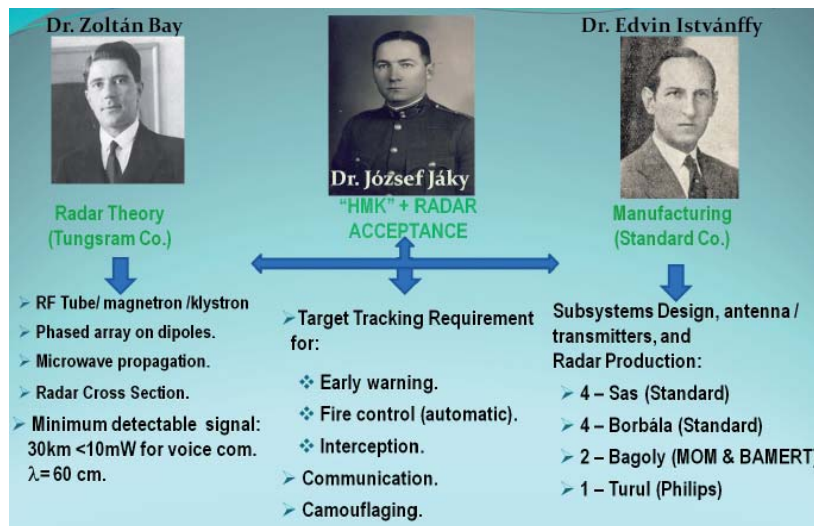 Dr. Zoltán Bay
Radar Theory
(Tungsram Co.)
➢ RF Tube/ magnetron /klystron
➢ Phased array on dipoles.
➢ Microwave propagation.
➢ Radar Cross Section.
➢ Minimum detectable signal:
30km <10mW for voice com.
λ= 60 cm.
Dr. József Jáky
"HMK" + RADAR
ACCEPTANCE
➢Target Tracking Requirement
for:
❖ Early warning.
❖ Fire control (automatic).
❖ Interception.
➢ Communication.
➢ Camouflaging.
Dr. Edvin Istvánffy
Manufacturing
(Standard Co.)
Subsystems Design, antenna /
transmitters, and
Radar Production:
➢ 4 – Sas (Standard)
➢ 4 – Borbála (Standard)
➢ 2 – Bagoly (MOM & BAMERT)
➢ 1 – Turul (Philips)